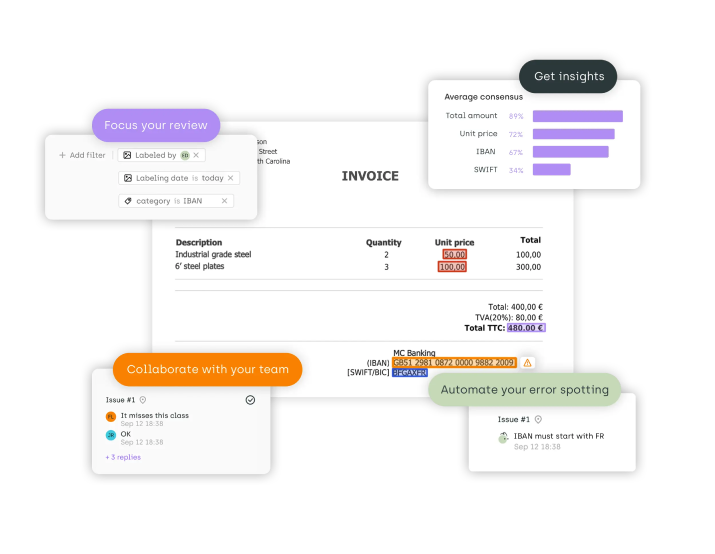 Get insights
Average consensus
Total amount 89%
Unit price 72%
IBAN 67%
SWIFT 34%
Focus your review
+ Add filter
Labeled by
Labeling date is today
category is IBAN
son
Street
th Carolina
INVOICE
Description Quantity Unit price Total
Industrial grade steel 2 50.00 100,00
6' steel plates 3 100,00 300,00
Total: 400,00 €
TVA(20%): 80,00 €
Total TTC: 480.00 €
MC Banking
(IBAN) GB51 2981 0872 0000 9882 2009
[SWIFT/BIC] BFGAXFR
Collaborate with your team
Issue #1
It misses this class
Sep 12 18:38
OK
Sep 12 18:38
+ 3 replies
Automate your error spotting
Issue #1
IBAN must start with FR
Sep 12 18:38